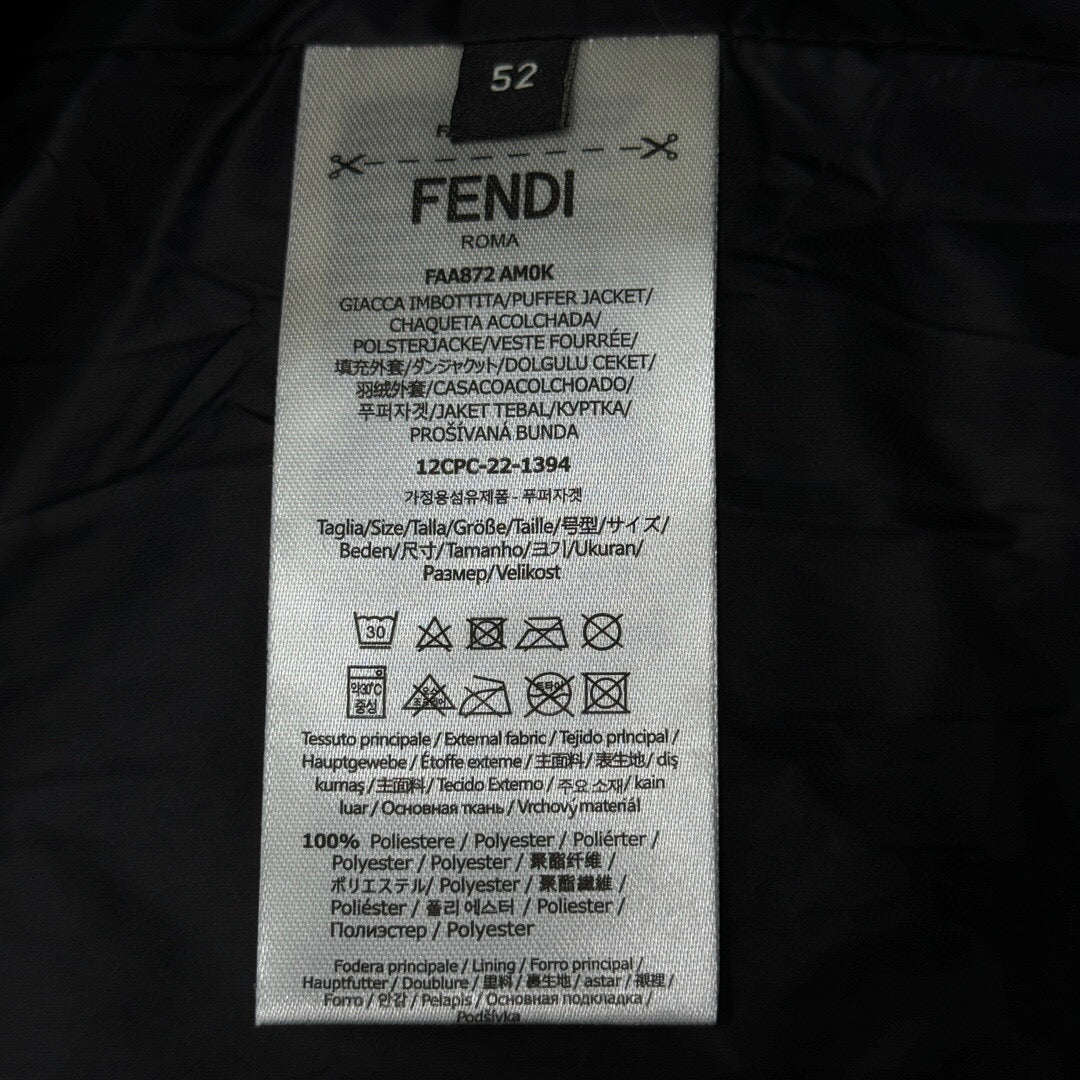 52
FENDI
ROMA
FAA872 AM0K
GIACCA IMBOTTITA/PUFFER JACKET/
CHAQUETA ACOLCHADA/
POLSTERJACKE/VESTE FOURRÉE/
填充外套/ダンジャケット/DOLGULU CEKET/
羽绒外套/CASACOACOLCHOADO/
푸퍼자켓/JAKET TEBAL/КУРТКА/
PROŠÍVANÁ BUNDA
12CPC-22-1394
가정용섬유제품 - 푸퍼자켓
Taglia/Size/Talla/Größe/Taille/号型/サイズ/
Beden/尺寸/Tamanho/크기/Ukuran/
Размер/Velikost
30
약30°C
중성
Tessuto principale / External fabric / Tejido principal /
Hauptgewebe / Étoffe externe / 主面料/ 表生地/ diş
kumaş / 主面料/ Tecido Externo / 주요 소재/ kain
luar / Основная ткань / Vrchový materiál
100% Poliestere / Polyester / Poliérter /
Polyester / Polyester / 聚酯纤维 /
ポリエステル/ Polyester / 聚酯纖維 /
Poliéster / 폴리 에스터 / Poliester /
Полиэстер / Polyester
Fodera principale / Lining / Forro principal /
Hauptfutter / Doublure / 里料 / 裏生地 / astar / 襯裡 /
Forro / 안감 / Pelapis / Основная подкладка /
Podšívka